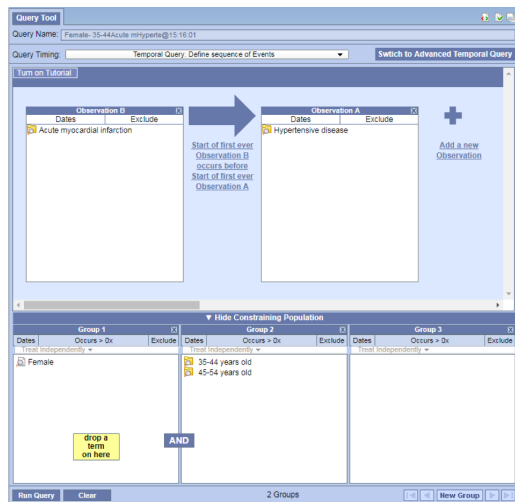 Query Tool
Query Name: Female- 35-44Acute mHyperte@15:16:01
Query Timing: Temporal Query: Define sequence of Events Swtich to Advanced Temporal Query
Turn on Tutorial
Observation B
Dates Exclude
Acute myocardial infarction
Start of first ever
Observation B
occurs before
Start of first ever
Observation A
Observation A
Dates Exclude
Hypertensive disease
Add a new
Observation
Hide Constraining Population
Group 1 Group 2 Group 3
Dates Occurs > 0x Exclude Dates Occurs > 0x Exclude Dates Occurs > 0x Exclude
Treat Independently Treat Independently Treat Independently
Female
35-44 years old
45-54 years old
drop a
term
on here
AND
Run Query Clear 2 Groups New Group